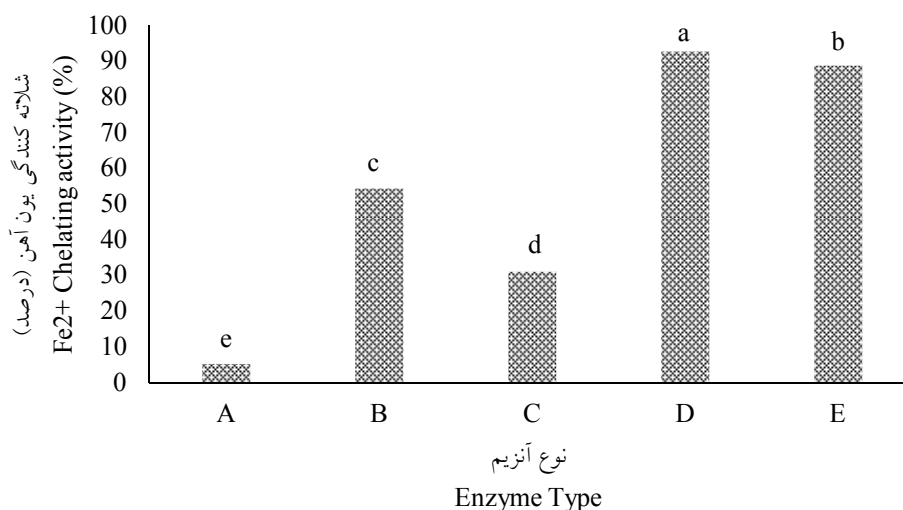 شلاته کنندگی یون آهن (درصد)
Fe2+ Chelating activity (%)
100
90
80
70
60
50
40
30
20
10
0
e
c
d
a
b
A B C D E
نوع آنزیم
Enzyme Type